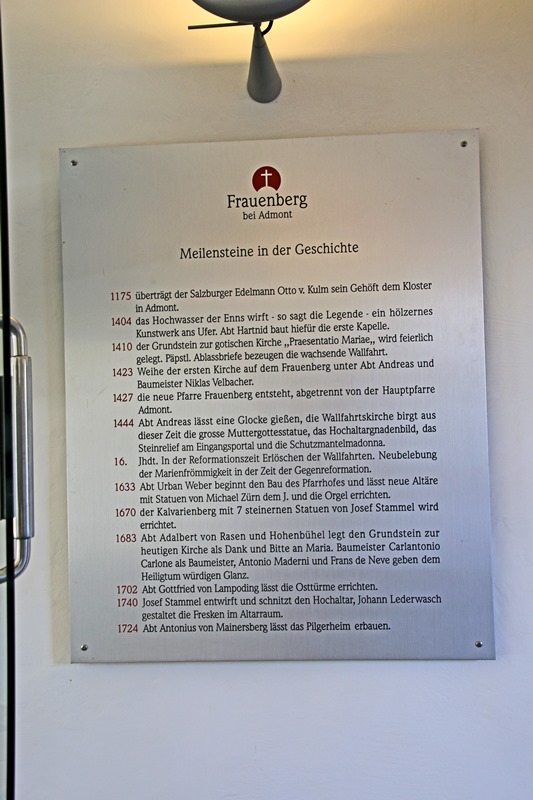 Frauenberg
bei Admont
Meilensteine in der Geschichte
1175 überträgt der Salzburger Edelmann Otto v. Kulm sein Gehöft dem Kloster
in Admont.
1404 das Hochwasser der Enns wirft - so sagt die Legende - ein hölzernes
Kunstwerk ans Ufer. Abt Hartnid baut hiefür die erste Kapelle.
1410 der Grundstein zur gotischen Kirche „Praesentatio Mariae„ wird feierlich
gelegt. Päpstl. Ablassbriefe bezeugen die wachsende Wallfahrt.
1423 Weihe der ersten Kirche auf dem Frauenberg unter Abt Andreas und
Baumeister Niklas Velbacher.
1427 die neue Pfarre Frauenberg entsteht, abgetrennt von der Hauptpfarre
Admont.
1444 Abt Andreas lässt eine Glocke gießen, die Wallfahrtskirche birgt aus
dieser Zeit die grosse Muttergottesstatue, das Hochaltargnadenbild, das
Steinrelief am Eingangsportal und die Schutzmantelmadonna.
16. Jhdt. In der Reformationszeit Erlöschen der Wallfahrten. Neubelebung
der Marienfrömmigkeit in der Zeit der Gegenreformation.
1633 Abt Urban Weber beginnt den Bau des Pfarrhofes und lässt neue Altäre
mit Statuen von Michael Zürn dem J. und die Orgel errichten.
1670 der Kalvarienberg mit 7 steinernen Statuen von Josef Stammel wird
errichtet.
1683 Abt Adalbert von Rasen und Hohenbühel legt den Grundstein zur
heutigen Kirche als Dank und Bitte an Maria. Baumeister Carlantonio
Carlone als Baumeister, Antonio Maderni und Frans de Neve geben dem
Heiligtum würdigen Glanz.
1702 Abt Gottfried von Lampoding lässt die Osttürme errichten.
1740 Josef Stammel entwirft und schnitzt den Hochaltar, Johann Lederwasch
gestaltet die Fresken im Altarraum.
1724 Abt Antonius von Mainersberg lässt das Pilgerheim erbauen.